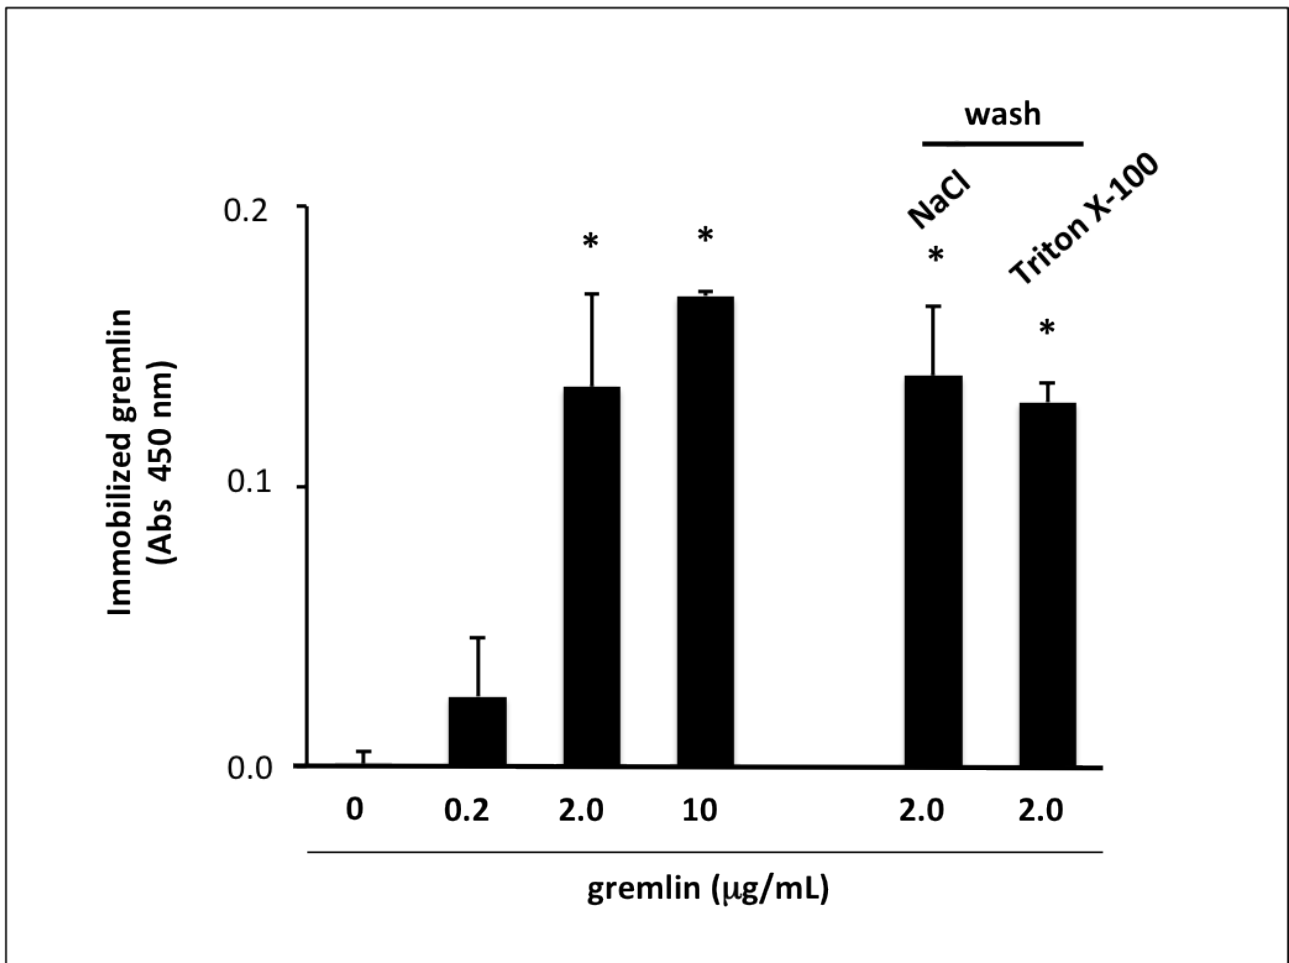 wash
NaCl
Triton X-100
0.2
* * * *
0.1
0.0
Immobilized gremlin
(Abs 450 nm)
0 0.2 2.0 10 2.0 2.0
gremlin (μg/mL)